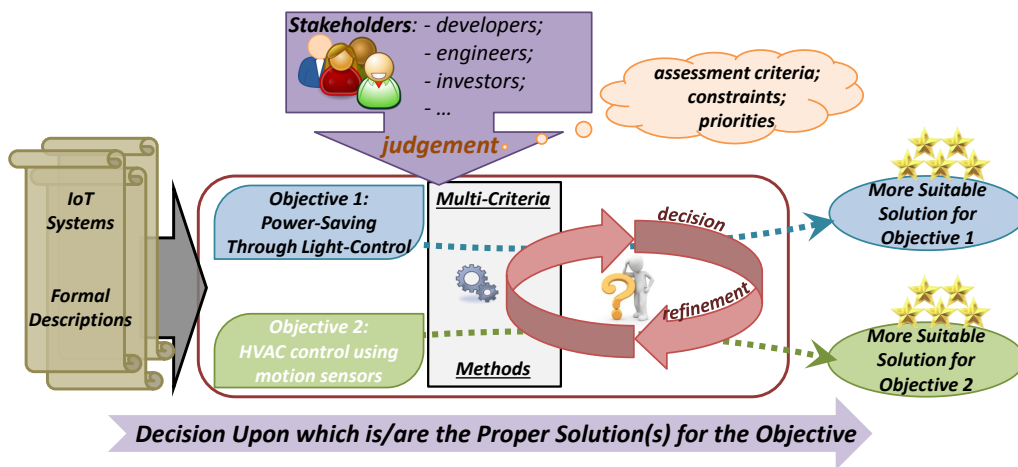 Stakeholders: - developers;
- engineers;
- investors;
- ...
judgement
assessment criteria;
constraints;
priorities
IoT
Systems
Formal
Descriptions
Objective 1:
Power-Saving
Through Light-Control
Objective 2:
HVAC control using
motion sensors
Multi-Criteria
Methods
decision
refinement
More Suitable
Solution for
Objective 1
More Suitable
Solution for
Objective 2
Decision Upon which is/are the Proper Solution(s) for the Objective